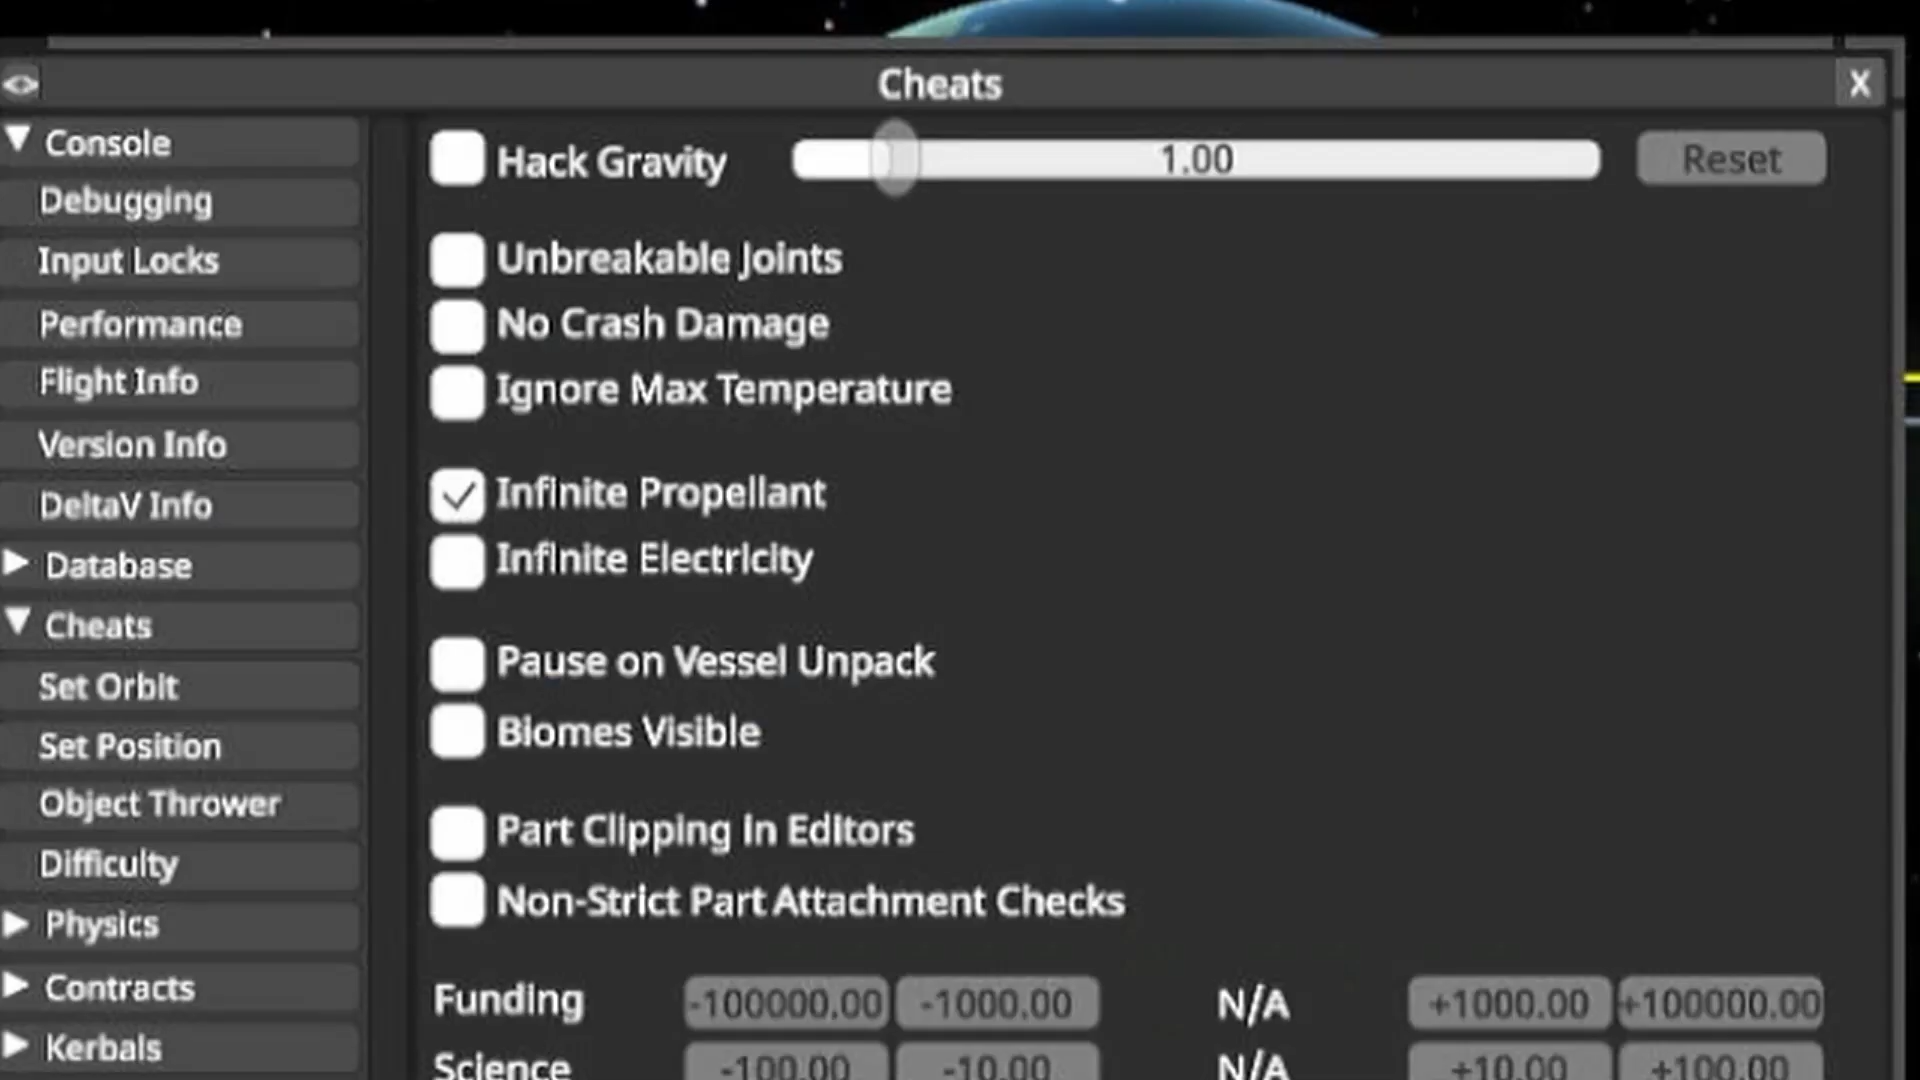 Cheats
X
Console
Debugging
Input Locks
Performance
Flight Info
Version Info
DeltaV Info
Database
Cheats
Set Orbit
Set Position
Object Thrower
Difficulty
Physics
Contracts
Kerbals
Hack Gravity 1.00 Reset
Unbreakable Joints
No Crash Damage
Ignore Max Temperature
Infinite Propellant
Infinite Electricity
Pause on Vessel Unpack
Biomes Visible
Part Clipping in Editors
Non-Strict Part Attachment Checks
Funding -100000.00 -1000.00 N/A +1000.00 +100000.00
Science -100.00 -10.00 N/A +10.00 +100.00